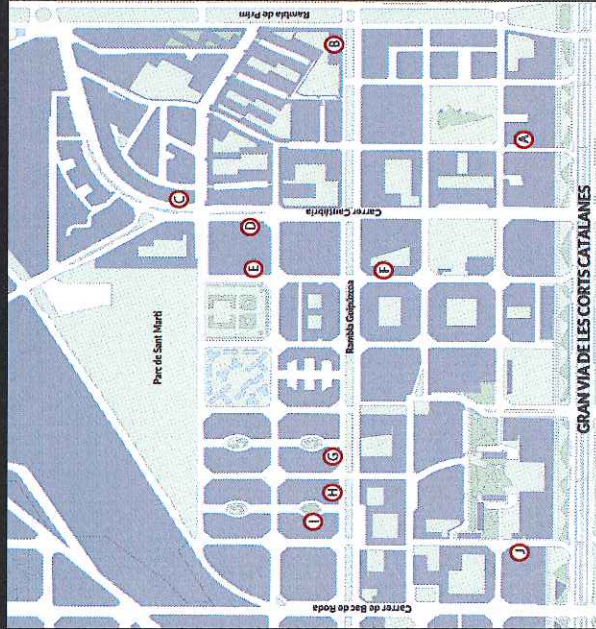 Rambla de Prim
B
A
C
Carrer Cantàbria
D
E
F
Parc de Sant Martí
Rambla Guipúzcoa
G
H
I
J
Carrer de Bac de Roda
GRAN VIA DE LES CORTS CATALANES